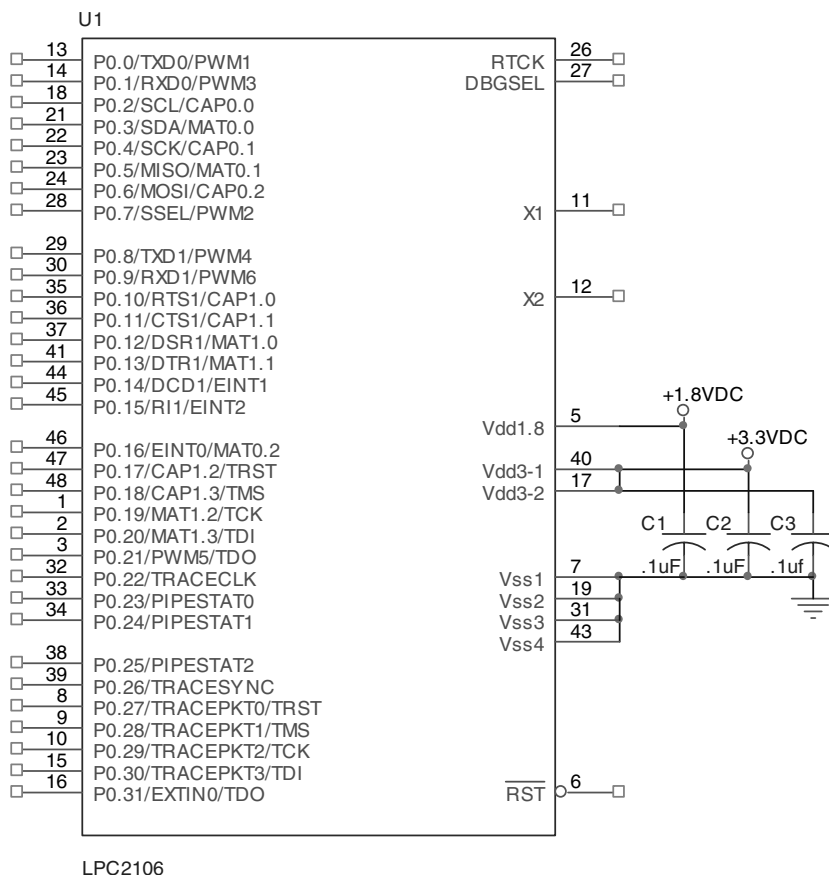 U1
13 P0.0/TXD0/PWM1
14 P0.1/RXD0/PWM3
18 P0.2/SCL/CAP0.0
21 P0.3/SDA/MAT0.0
22 P0.4/SCK/CAP0.1
23 P0.5/MISO/MAT0.1
24 P0.6/MOSI/CAP0.2
28 P0.7/SSEL/PWM2
29 P0.8/TXD1/PWM4
30 P0.9/RXD1/PWM6
35 P0.10/RTS1/CAP1.0
36 P0.11/CTS1/CAP1.1
37 P0.12/DSR1/MAT1.0
41 P0.13/DTR1/MAT1.1
44 P0.14/DCD1/EINT1
45 P0.15/RI1/EINT2
46 P0.16/EINT0/MAT0.2
47 P0.17/CAP1.2/TRST
48 P0.18/CAP1.3/TMS
1 P0.19/MAT1.2/TCK
2 P0.20/MAT1.3/TDI
3 P0.21/PWM5/TDO
32 P0.22/TRACECLK
33 P0.23/PIPESTAT0
34 P0.24/PIPESTAT1
38 P0.25/PIPESTAT2
39 P0.26/TRACESYNC
8 P0.27/TRACEPKT0/TRST
9 P0.28/TRACEPKT1/TMS
10 P0.29/TRACEPKT2/TCK
15 P0.30/TRACEPKT3/TDI
16 P0.31/EXTIN0/TDO
RTCK 26
DBGSEL 27
X1 11
X2 12
+1.8VDC
Vdd1.8 5
+3.3VDC
Vdd3-1 40
Vdd3-2 17
C1 C2 C3
.1uF .1uF .1uf
Vss1 7
Vss2 19
Vss3 31
Vss4 43
RST 6
LPC2106